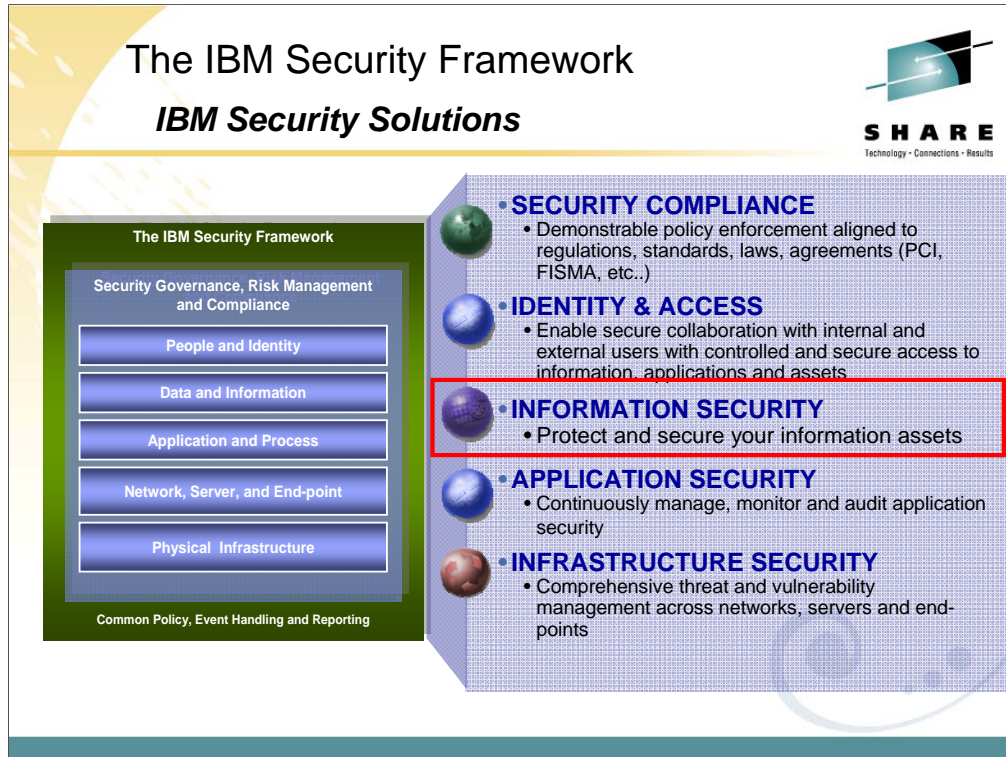 The IBM Security Framework
IBM Security Solutions
SHARE
Technology • Connections • Results
The IBM Security Framework
Security Governance, Risk Management
and Compliance
People and Identity
Data and Information
Application and Process
Network, Server, and End-point
Physical Infrastructure
Common Policy, Event Handling and Reporting
• SECURITY COMPLIANCE
• Demonstrable policy enforcement aligned to
regulations, standards, laws, agreements (PCI,
FISMA, etc..)
• IDENTITY & ACCESS
• Enable secure collaboration with internal and
external users with controlled and secure access to
information, applications and assets
• INFORMATION SECURITY
• Protect and secure your information assets
• APPLICATION SECURITY
• Continuously manage, monitor and audit application
security
• INFRASTRUCTURE SECURITY
• Comprehensive threat and vulnerability
management across networks, servers and end-
points